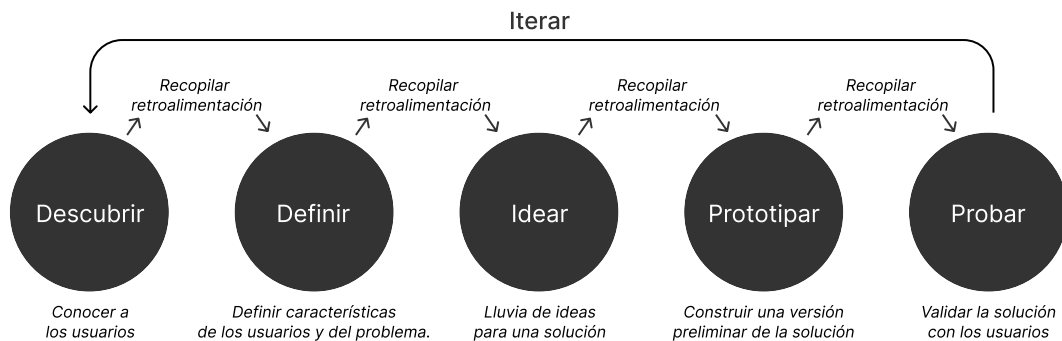 Iterar
Recopilar
retroalimentación
Recopilar
retroalimentación
Recopilar
retroalimentación
Recopilar
retroalimentación
Descubrir
Definir
Idear
Prototipar
Probar
Conocer a
los usuarios
Definir características
de los usuarios y del problema.
Lluvia de ideas
para una solución
Construir una versión
preliminar de la solución
Validar la solución
con los usuarios